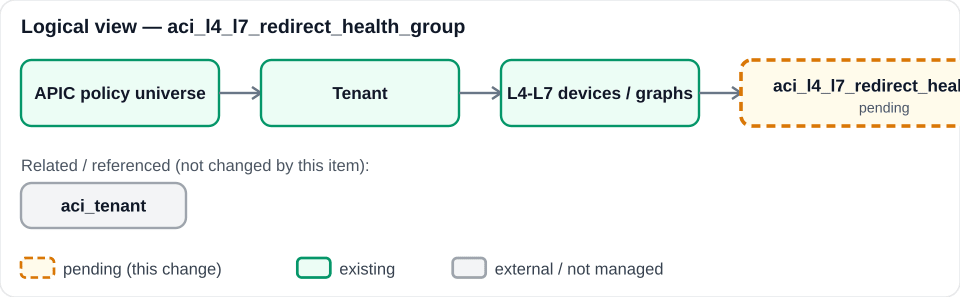 Logical view — aci_l4_l7_redirect_health_group
APIC policy universe
Tenant
L4-L7 devices / graphs
aci_l4_l7_redirect_heal
pending
Related / referenced (not changed by this item):
aci_tenant
pending (this change)
existing
external / not managed